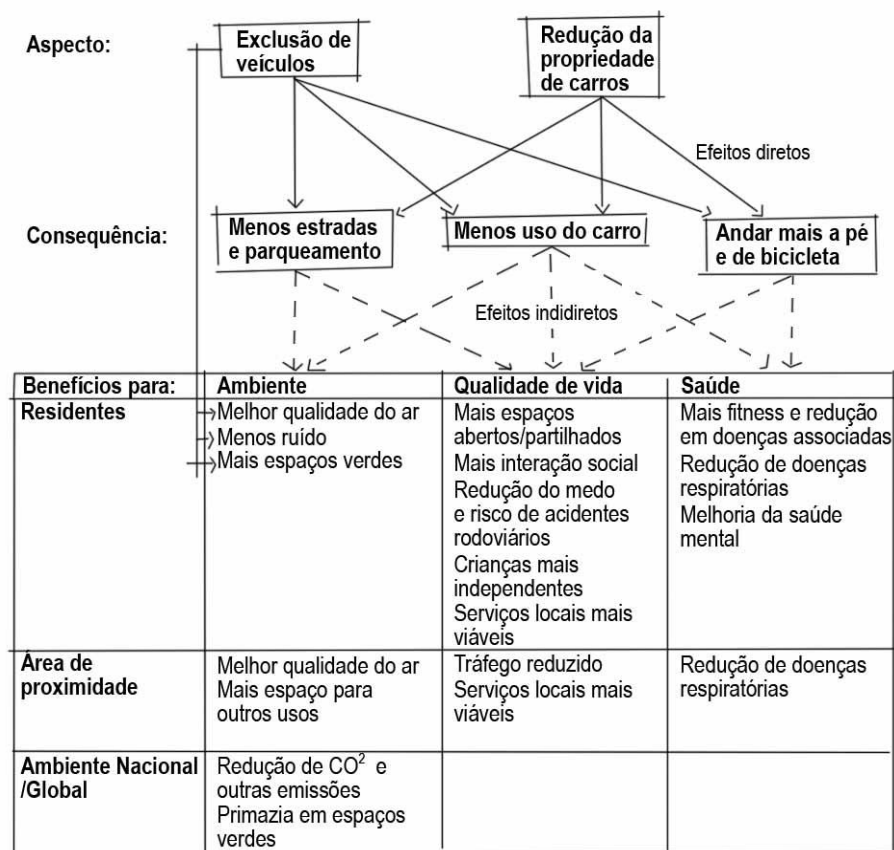 Aspecto:
Exclusão de
veículos
Redução da
propriedade
de carros
Efeitos diretos
Consequência:
Menos estradas
e parqueamento
Menos uso do carro
Andar mais a pé
e de bicicleta
Efeitos indidiretos
Benefícios para:
Ambiente
Qualidade de vida
Saúde
Residentes
Melhor qualidade do ar
Menos ruído
Mais espaços verdes
Mais espaços
abertos/partilhados
Mais interação social
Redução do medo
e risco de acidentes
rodoviários
Crianças mais
independentes
Serviços locais mais
viáveis
Mais fitness e redução
em doenças associadas
Redução de doenças
respiratórias
Melhoria da saúde
mental
Área de
proximidade
Melhor qualidade do ar
Mais espaço para
outros usos
Tráfego reduzido
Serviços locais mais
viáveis
Redução de doenças
respiratórias
Ambiente Nacional
/Global
Redução de CO² e
outras emissões
Primazia em espaços
verdes